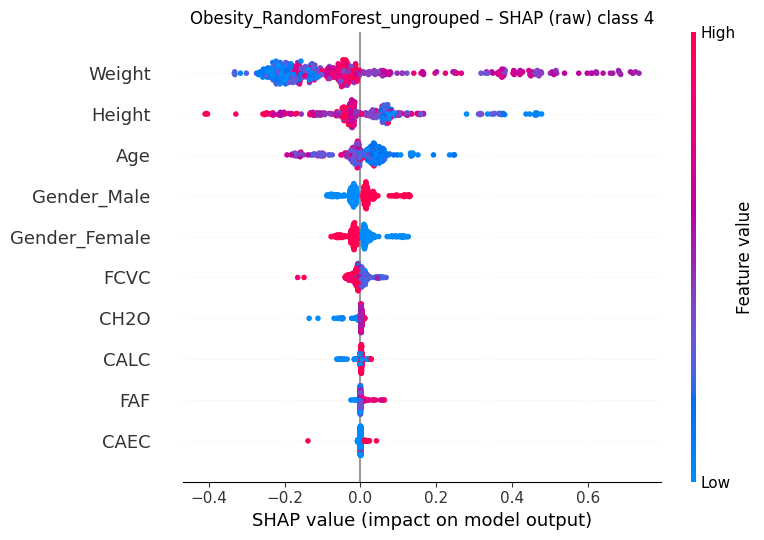 Obesity_RandomForest_ungrouped – SHAP (raw) class 4
High
Weight
Height
Age
Gender_Male
Gender_Female
FCVC
CH2O
CALC
FAF
CAEC
Feature value
Low
−0.4 −0.2 0.0 0.2 0.4 0.6
SHAP value (impact on model output)